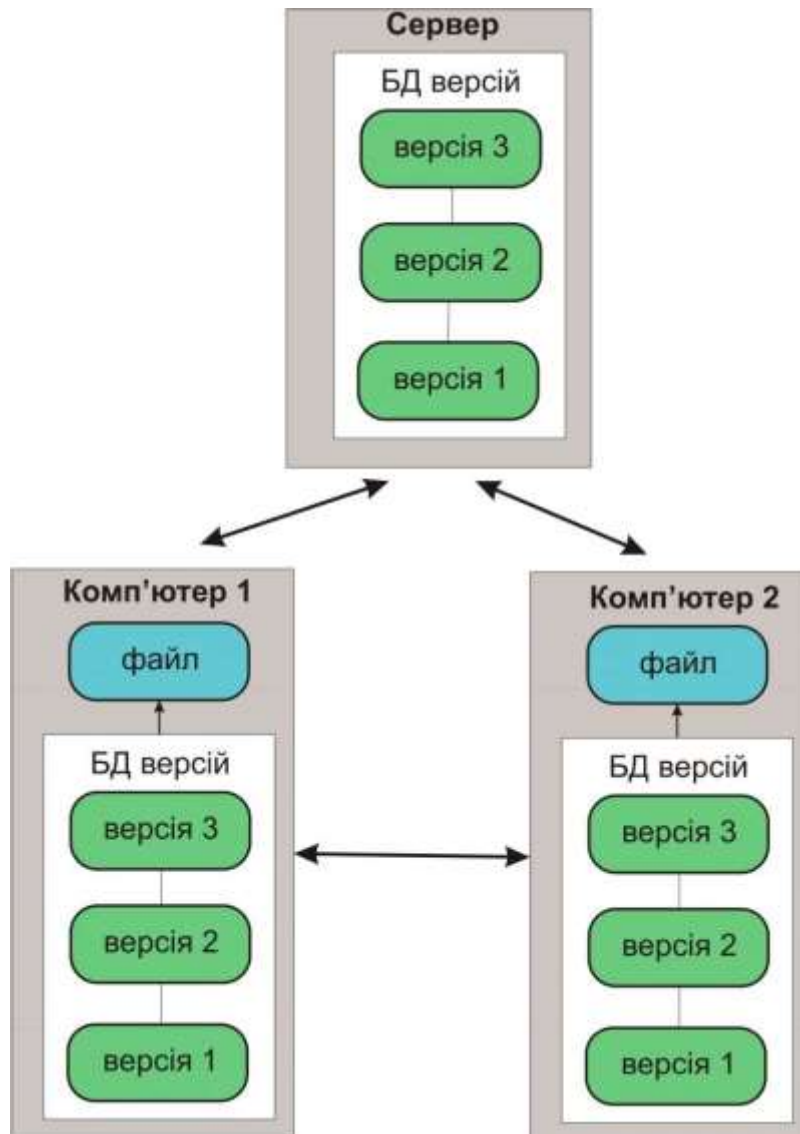 Сервер
БД версій
версія 3
версія 2
версія 1
Комп’ютер 1
файл
БД версій
версія 3
версія 2
версія 1
Комп’ютер 2
файл
БД версій
версія 3
версія 2
версія 1